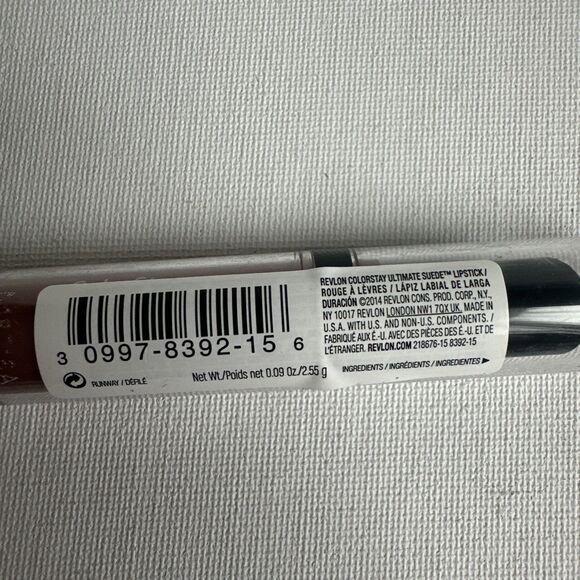 3 0997-8392-15 6
RUNWAY / DÉFILÉ
Net Wt./Poids net 0.09 Oz/2.55 g
REVLON COLORSTAY ULTIMATE SUEDE™ LIPSTICK /
ROUGE À LÈVRES / LÁPIZ LABIAL DE LARGA
DURACIÓN ©2014 REVLON CONS. PROD. CORP., N.Y.,
NY 10017 REVLON LONDON NW1 7QX UK. MADE IN
U.S.A. WITH U.S. AND NON-U.S. COMPONENTS. /
FABRIQUÉ AUX É.-U. AVEC DES PIÈCES DES É.-U. ET DE
L'ÉTRANGER. REVLON.COM 218676-15 8392-15
INGREDIENTS / INGRÉDIENTS / INGREDIENTES